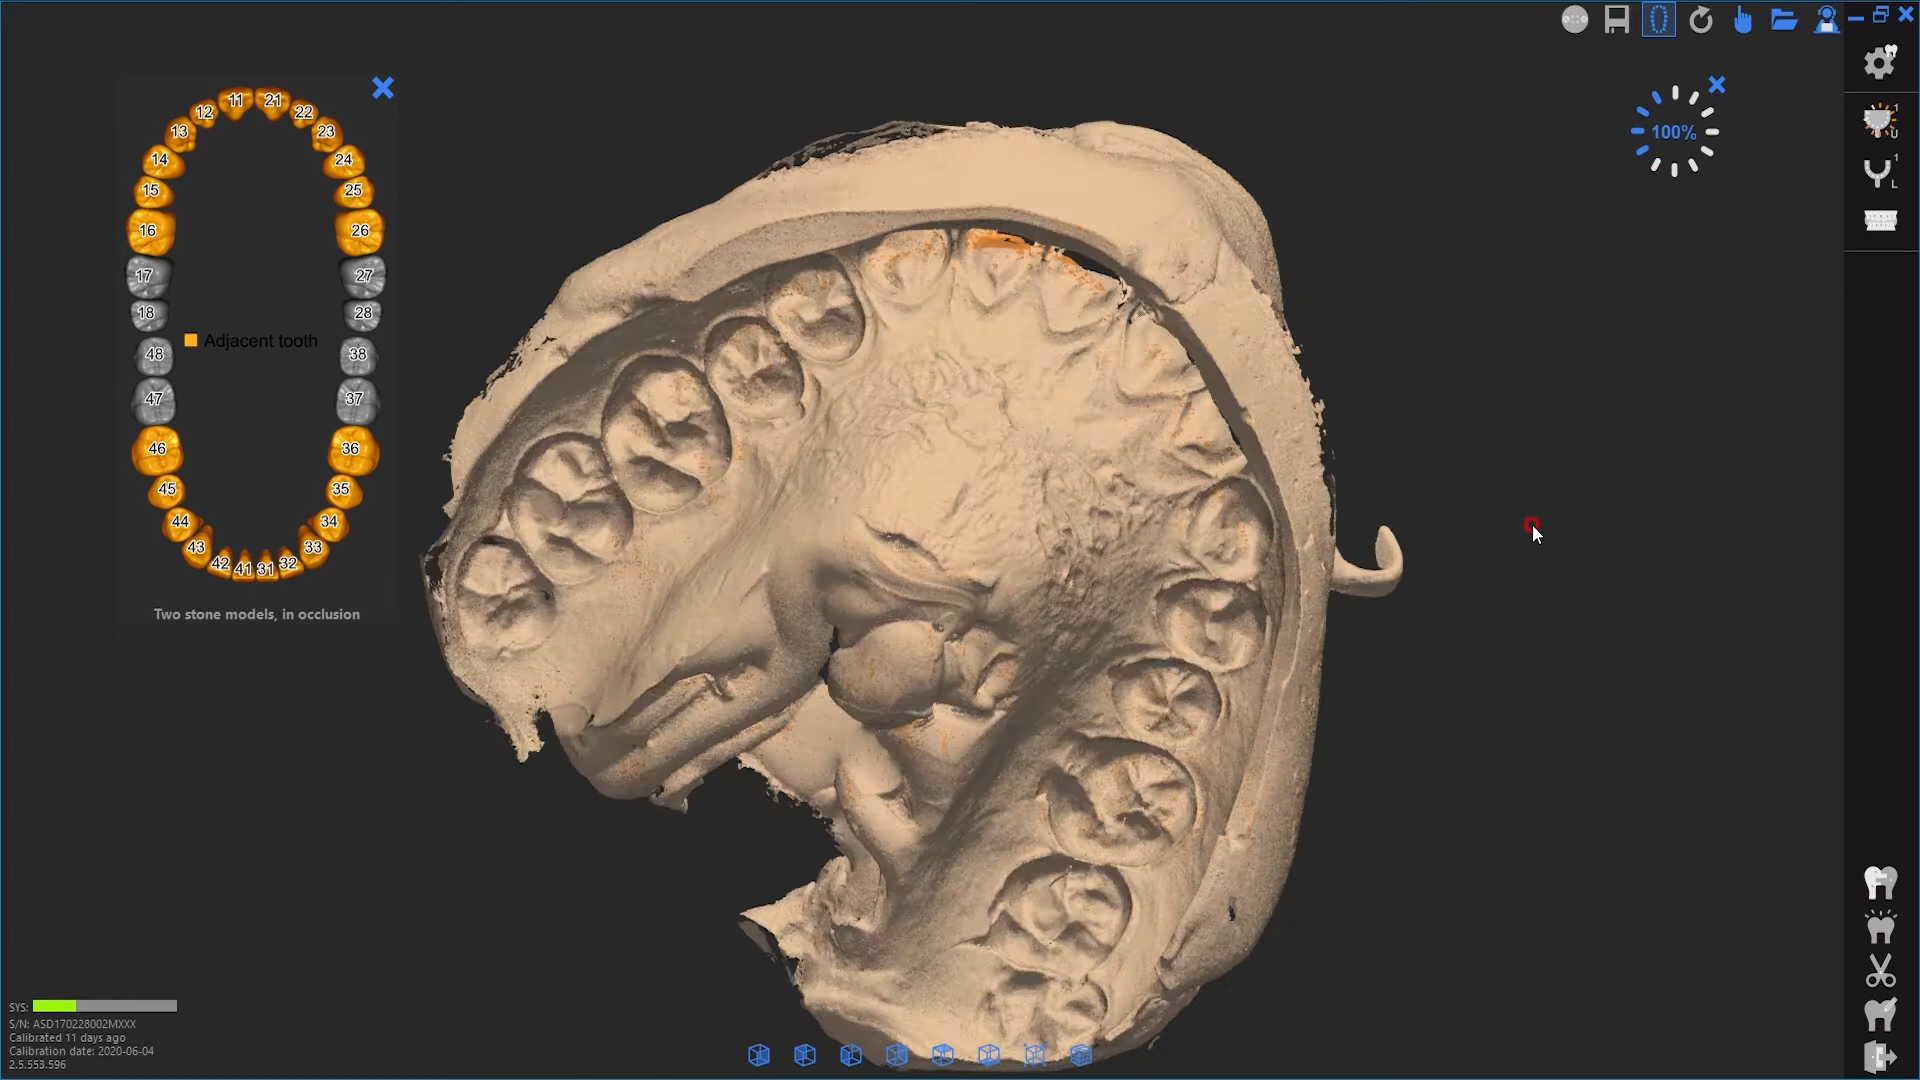 11 21
12 22
13 23
14 24
15 25
16 26
17 27
18 28
Adjacent tooth
48 38
47 37
46 36
45 35
44 34
43 33
42 41 31 32
Two stone models, in occlusion
100%
1
U
1
L
SYS:
S/N: ASD170228002MXXX
Calibrated 11 days ago
Calibration date: 2020-06-04
2.5.553.596